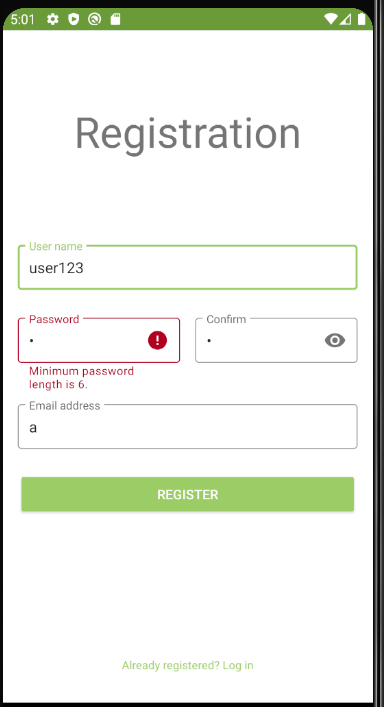 5:01
Registration
User name
user123
Password
Confirm
•
•
Minimum password
length is 6.
Email address
a
REGISTER
Already registered? Log in